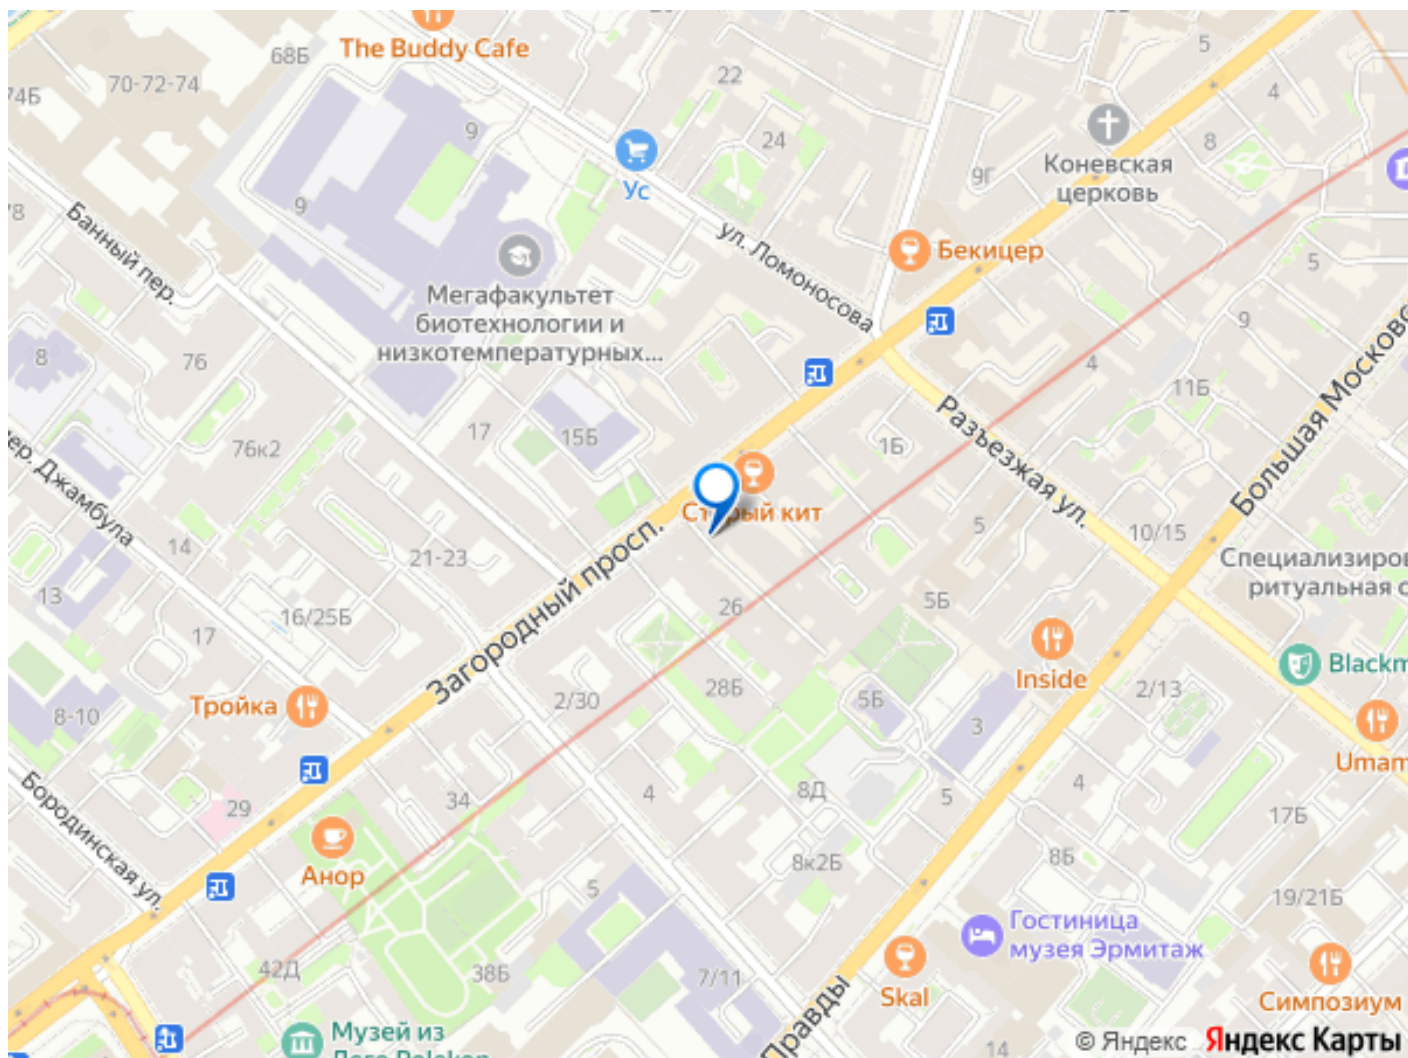 The Buddy Cafe
68Б
70-72-74
74Б
22
5
4
9
24
8
Коневская
церковь
9Г
Ус
9
78
Банный пер.
ул. Ломоносова
Бекицер
5
Мегафакультет
биотехнологии и
низкотемпературных...
9
8
76
4
11Б
Большая Московс
Разъезжая ул.
17
15Б
1Б
76к2
ер. Джамбула
Старый кит
14
21-23
Загородный просп.
5
10/15
Специализиров
ритуальная с
13
16/25Б
17
26
5Б
Inside
Blackm
Тройка
8-10
2/30
28Б
5Б
3
2/13
Umam
Бородинская ул.
29
34
4
8Д
5
4
17Б
Анор
8к2Б
8Б
5
19/21Б
Гостиница
музея Эрмитаж
42Д
38Б
7/11
Skal
Симпозиум
Правды
Музей из
14
© Яндекс Яндекс Карты